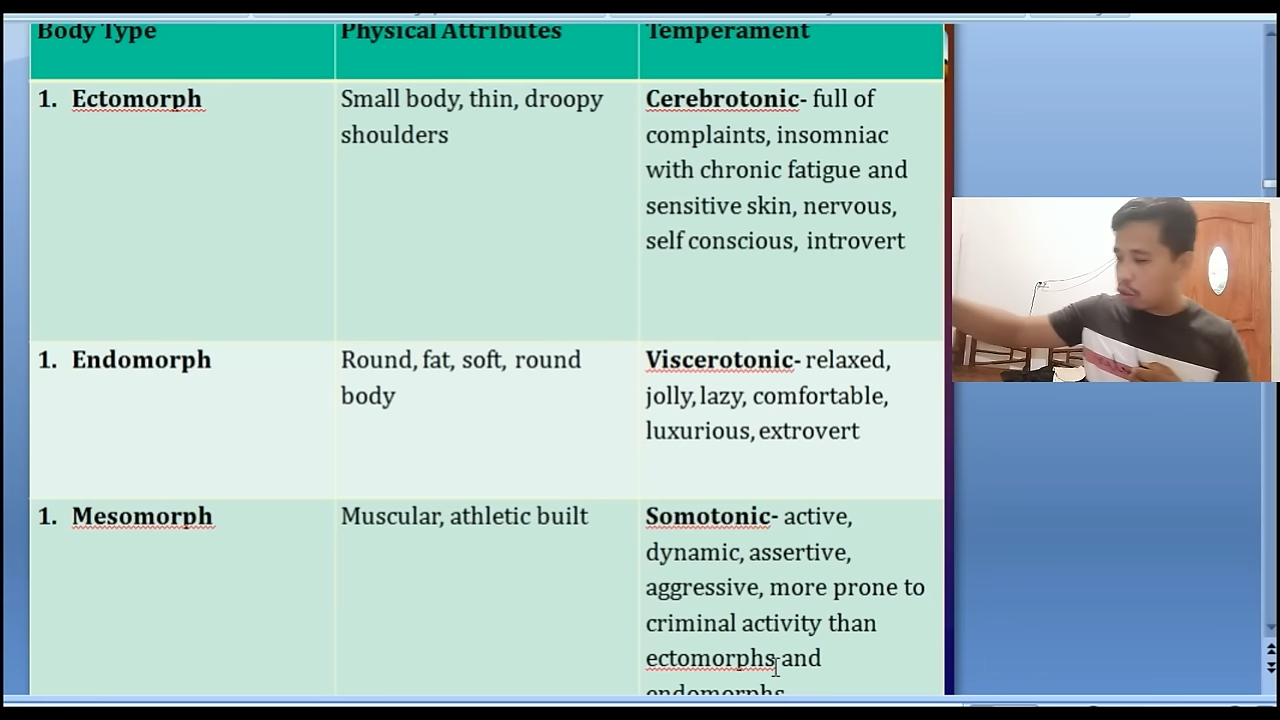 Body Type Physical Attributes Temperament
1. Ectomorph
Small body, thin, droopy
shoulders
Cerebrotonic- full of
complaints, insomniac
with chronic fatigue and
sensitive skin, nervous,
self conscious, introvert
1. Endomorph
Round, fat, soft, round
body
Viscerotonic- relaxed,
jolly, lazy, comfortable,
luxurious, extrovert
1. Mesomorph
Muscular, athletic built
Somotonic- active,
dynamic, assertive,
aggressive, more prone to
criminal activity than
ectomorphs and
endomorphs